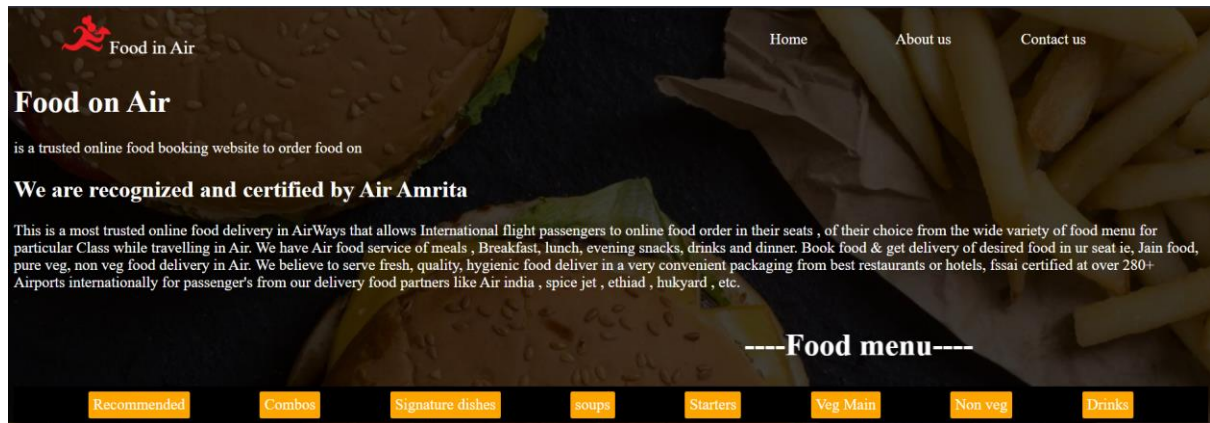 Food in Air
Home About us Contact us
Food on Air
is a trusted online food booking website to order food on
We are recognized and certified by Air Amrita
This is a most trusted online food delivery in AirWays that allows International flight passengers to online food order in their seats , of their choice from the wide variety of food menu for
particular Class while travelling in Air. We have Air food service of meals , Breakfast, lunch, evening snacks, drinks and dinner. Book food & get delivery of desired food in ur seat ie, Jain food,
pure veg, non veg food delivery in Air. We believe to serve fresh, quality, hygienic food deliver in a very convenient packaging from best restaurants or hotels, fssai certified at over 280+
Airports internationally for passenger's from our delivery food partners like Air india , spice jet , ethiad , hukyard , etc.
----Food menu----
Recommended Combos Signature dishes soups Starters Veg Main Non veg Drinks